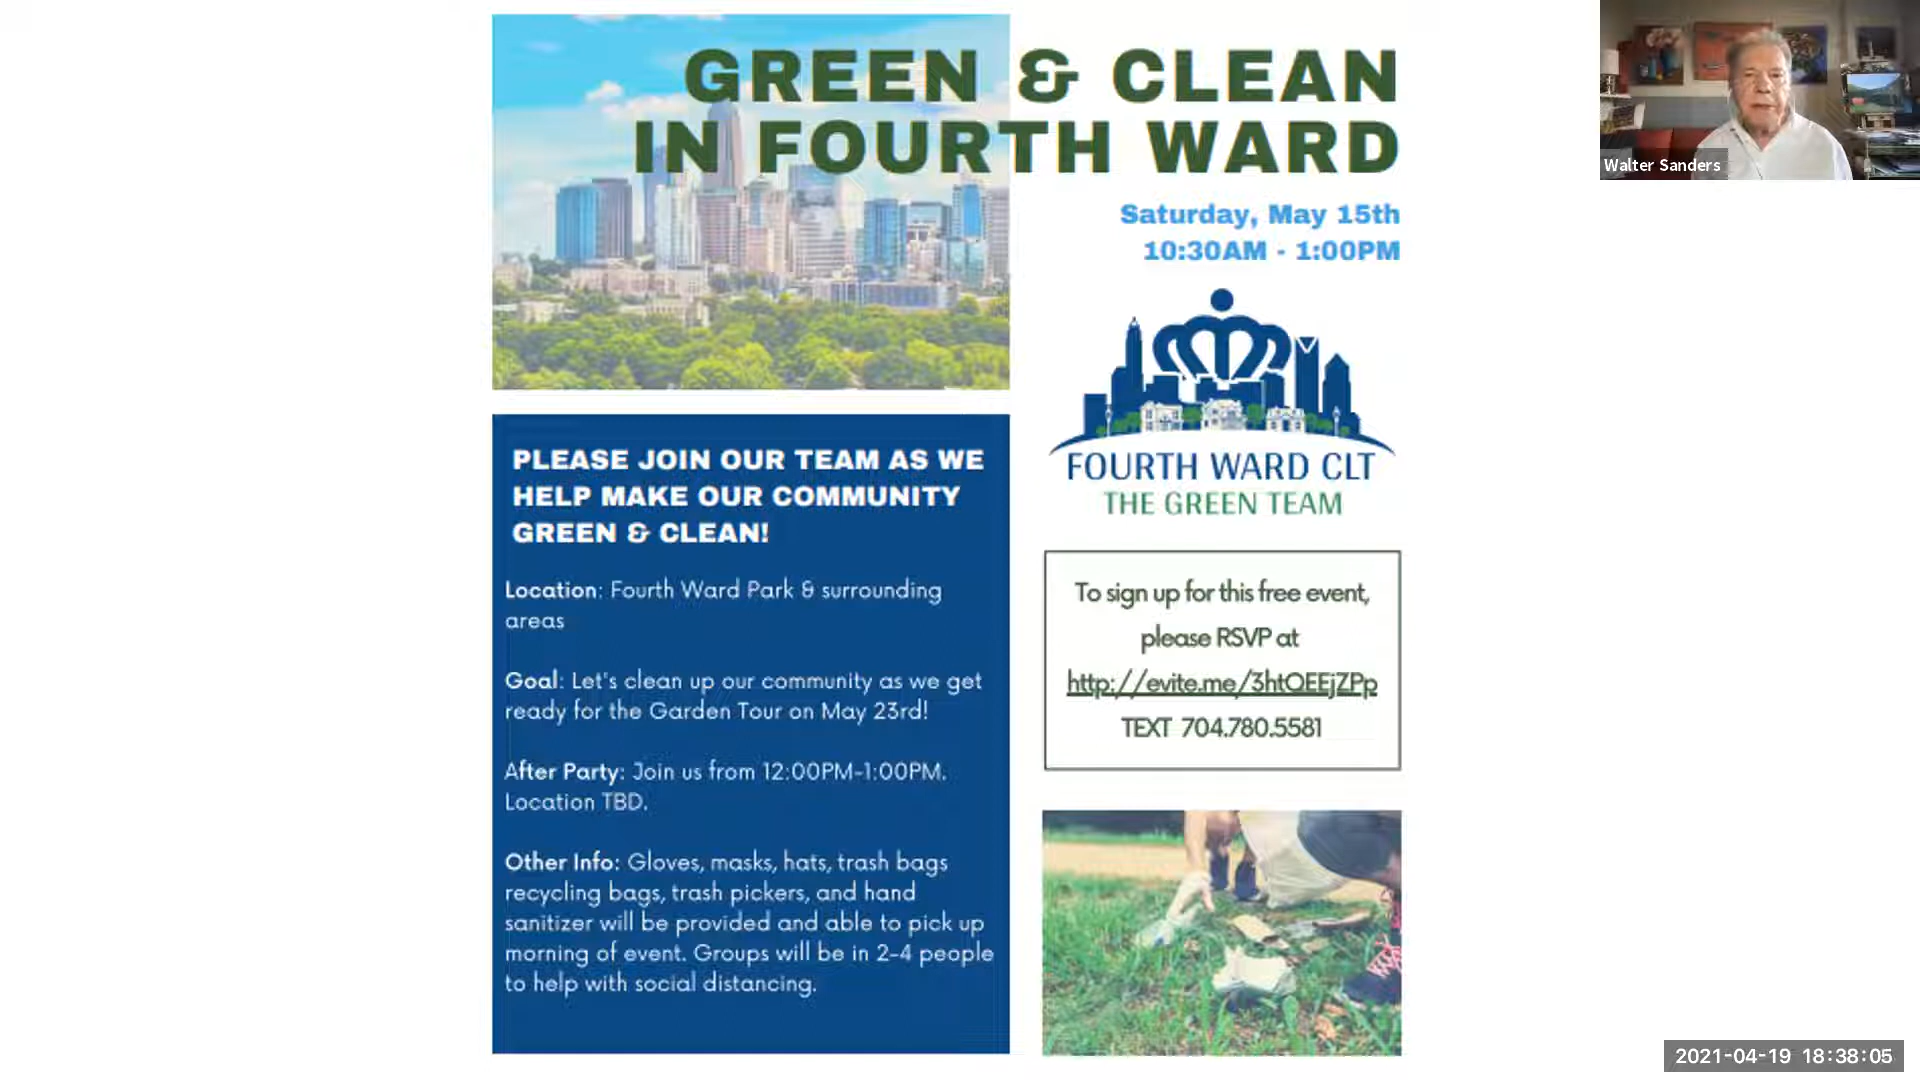 GREEN & CLEAN
IN FOURTH WARD
Saturday, May 15th
10:30AM - 1:00PM
FOURTH WARD CLT
THE GREEN TEAM
PLEASE JOIN OUR TEAM AS WE
HELP MAKE OUR COMMUNITY
GREEN & CLEAN!
Location: Fourth Ward Park & surrounding
areas
Goal: Let's clean up our community as we get
ready for the Garden Tour on May 23rd!
After Party: Join us from 12:00PM-1:00PM.
Location TBD.
Other Info: Gloves, masks, hats, trash bags
recycling bags, trash pickers, and hand
sanitizer will be provided and able to pick up
morning of event. Groups will be in 2-4 people
to help with social distancing.
To sign up for this free event,
please RSVP at
http://evite.me/3htQEEjZPp
TEXT 704.780.5581
Walter Sanders
2021-04-19 18:38:05